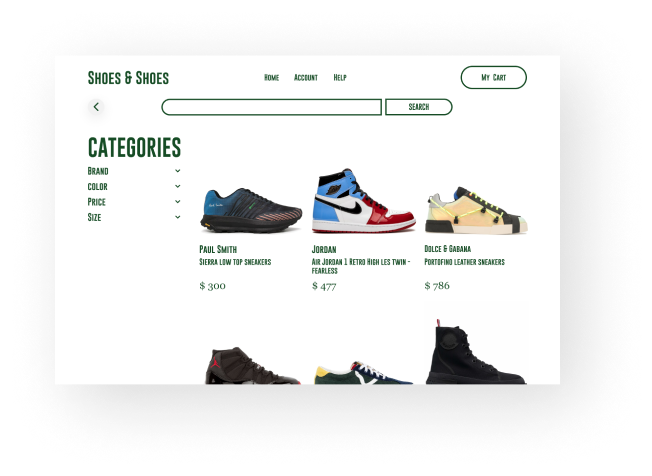 Shoes & Shoes
Home Account Help
My Cart
Search
Categories
Brand
Color
Price
Size
Paul Smith
Sierra low top sneakers
$ 300
Jordan
Air Jordan 1 Retro High les twin -
fearless
$ 477
Dolce & Gabana
Portofino leather sneakers
$ 786